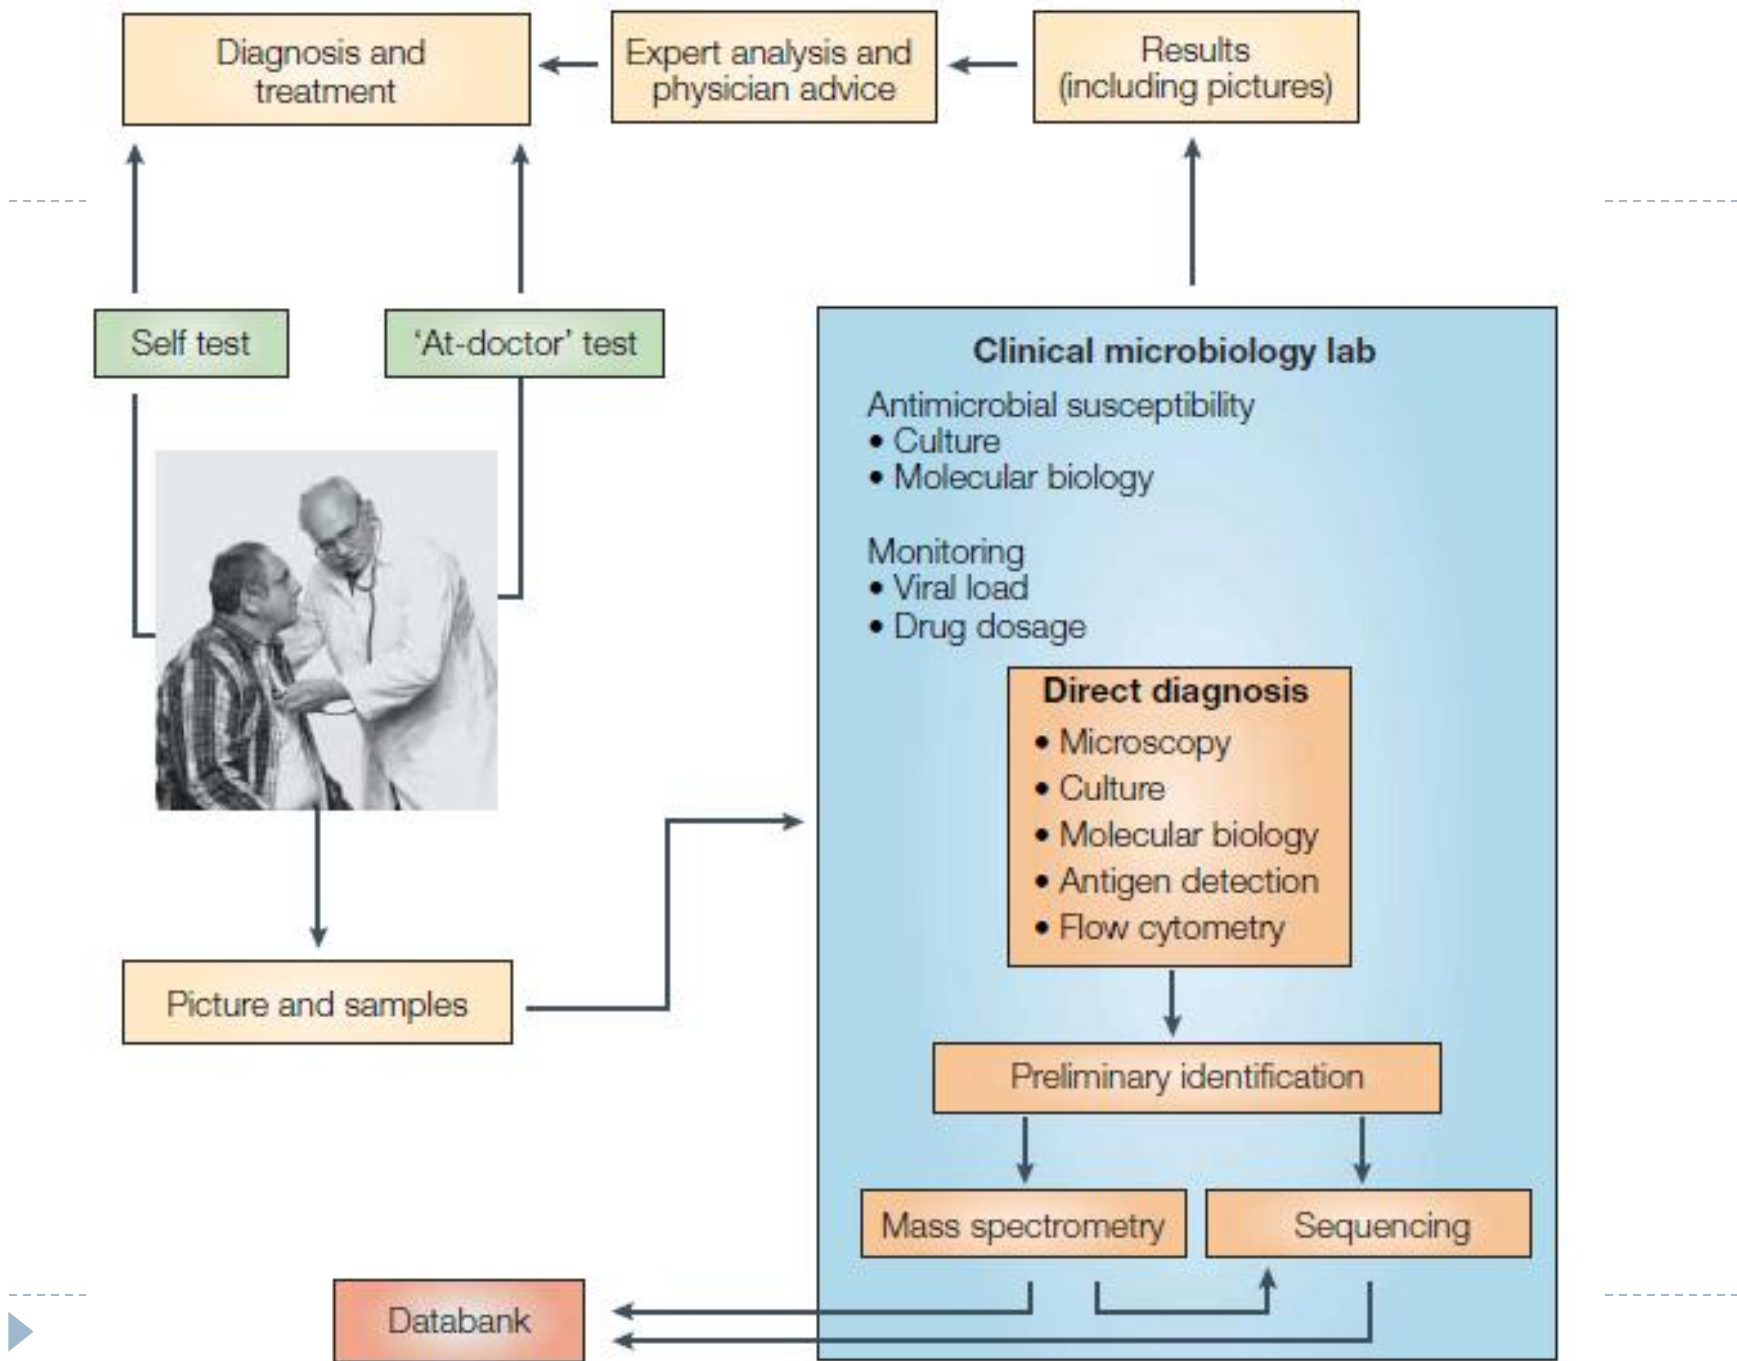 Diagnosis and
treatment
Expert analysis and
physician advice
Results
(including pictures)
Self test
‘At-doctor’ test
Clinical microbiology lab
Antimicrobial susceptibility
• Culture
• Molecular biology
Monitoring
• Viral load
• Drug dosage
Direct diagnosis
• Microscopy
• Culture
• Molecular biology
• Antigen detection
• Flow cytometry
Picture and samples
Preliminary identification
Mass spectrometry
Sequencing
Databank